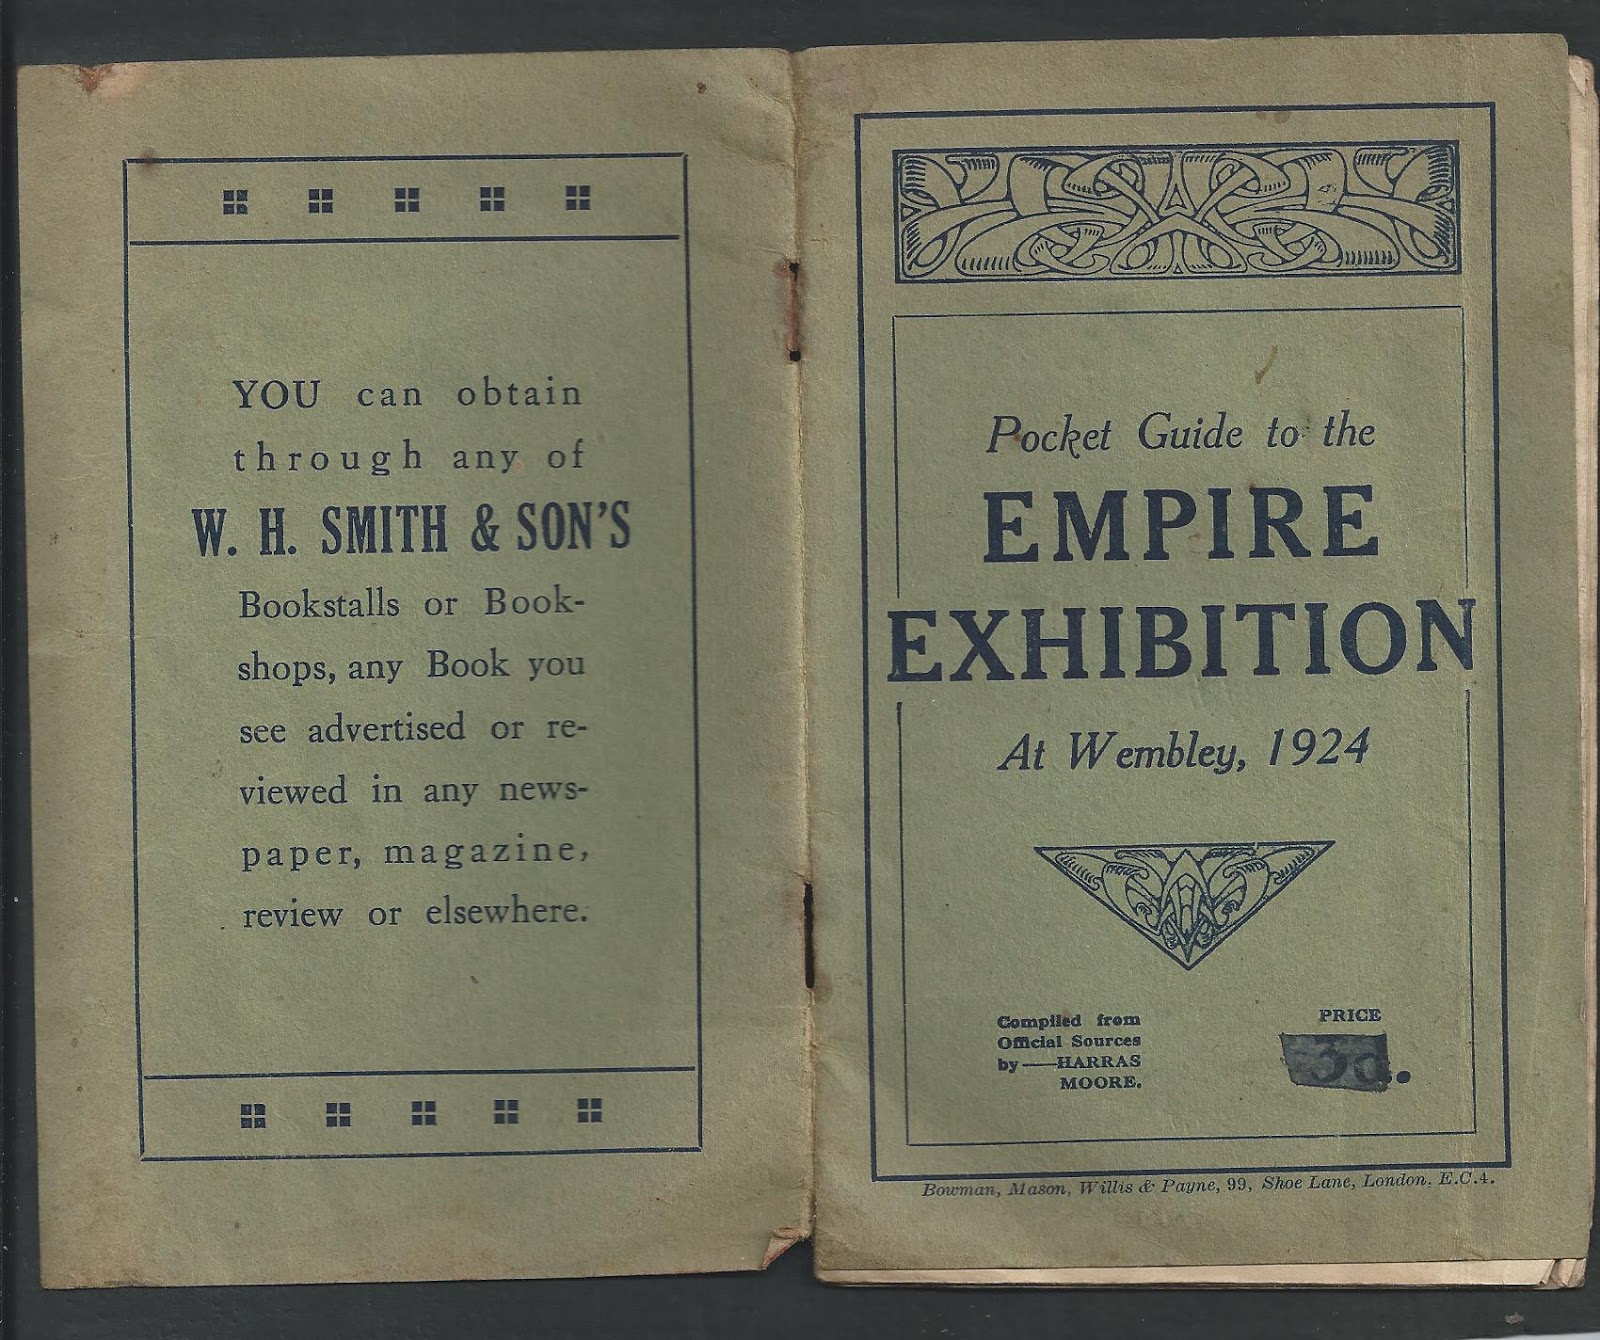 YOU can obtain
through any of
W. H. SMITH & SON'S
Bookstalls or Book-
shops, any Book you
see advertised or re-
viewed in any news-
paper, magazine,
review or elsewhere.
Pocket Guide to the
EMPIRE
EXHIBITION
At Wembley, 1924
Compiled from
Official Sources
by — HARRAS
MOORE.
PRICE
3d.
Bowman, Mason, Willis & Payne, 99, Shoe Lane, London. E.C.4.